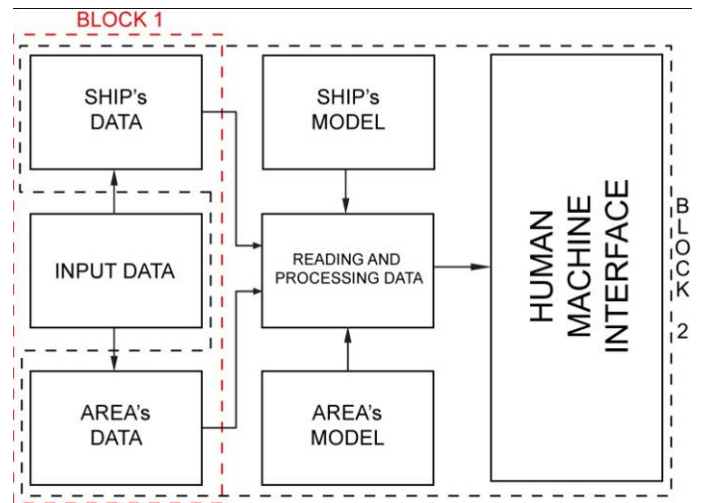 BLOCK 1
SHIP's
DATA
SHIP's
MODEL
INPUT DATA
READING AND
PROCESSING DATA
HUMAN
MACHINE
INTERFACE
BLOCK 2
AREA's
DATA
AREA's
MODEL